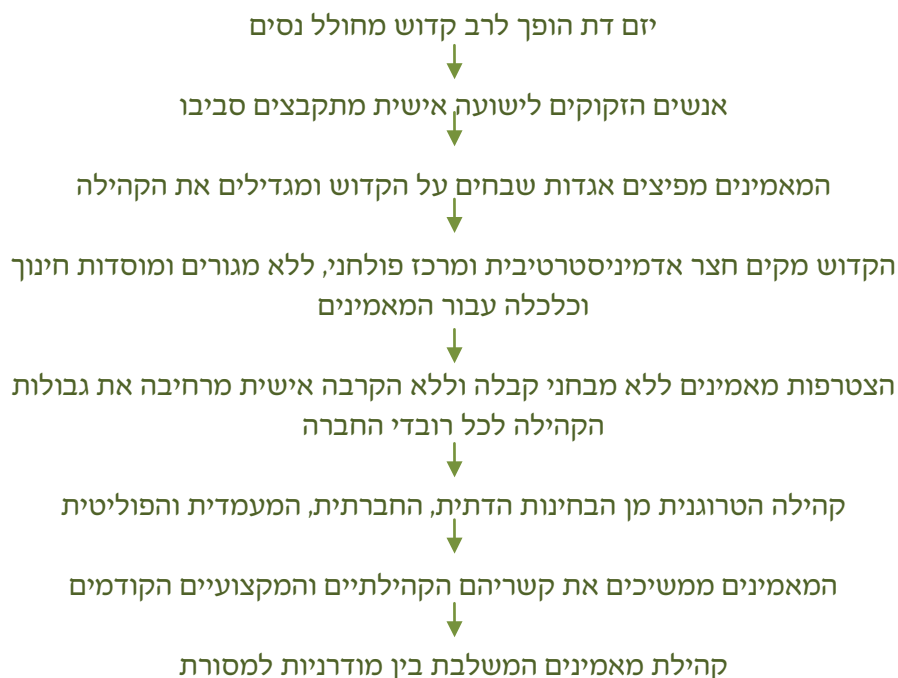 יזם דת הופך לרב קדוש מחולל נסים
אנשים הזקוקים לישועה אישית מתקבצים סביבו
המאמינים מפיצים אגדות שבחים על הקדוש ומגדילים את הקהילה
הקדוש מקים חצר אדמיניסטרטיבית ומרכז פולחני, ללא מגורים ומוסדות חינוך
וכלכלה עבור המאמינים
הצטרפות מאמינים ללא מבחני קבלה וללא הקרבה אישית מרחיבה את גבולות
הקהילה לכל רובדי החברה
קהילה הטרוגנית מן הבחינות הדתית, החברתית, המעמדית והפוליטית
המאמינים ממשיכים את קשריהם הקהילתיים והמקצועיים הקודמים
קהילת מאמינים המשלבת בין מודרניות למסורת